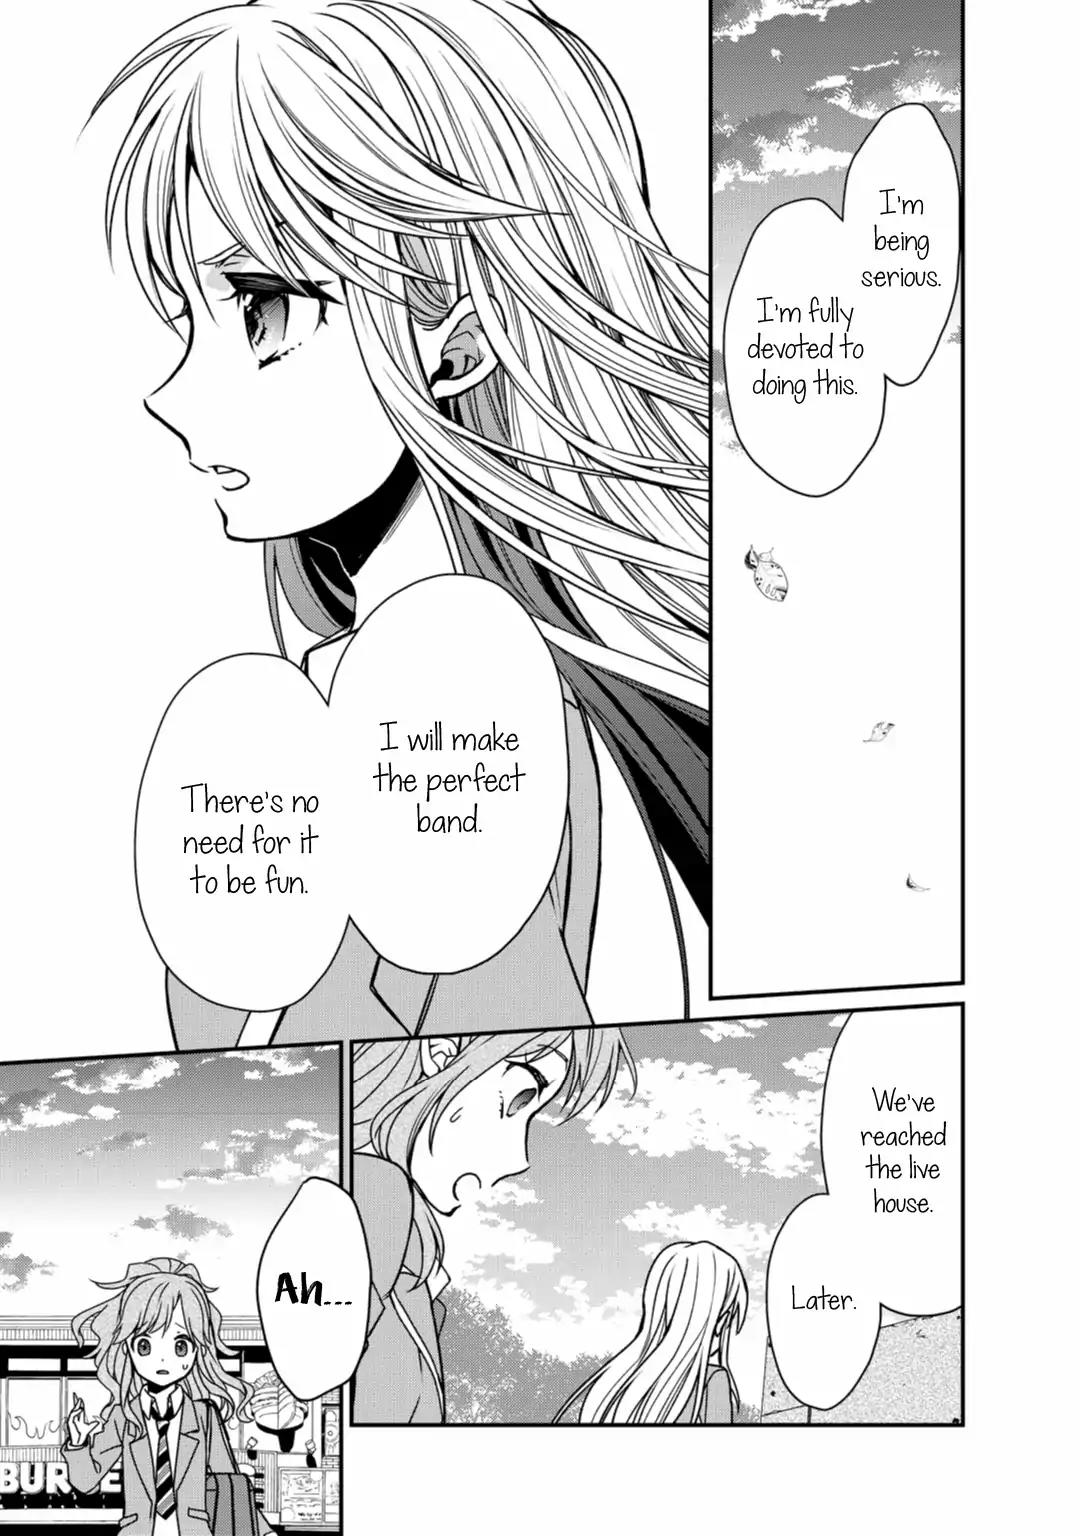 I'm
being
serious.
I'm fully
devoted to
doing this.
I will make
the perfect
band.
There's no
need for it
to be fun.
We've
reached
the live
house.
Later.
Ah...
BURGE